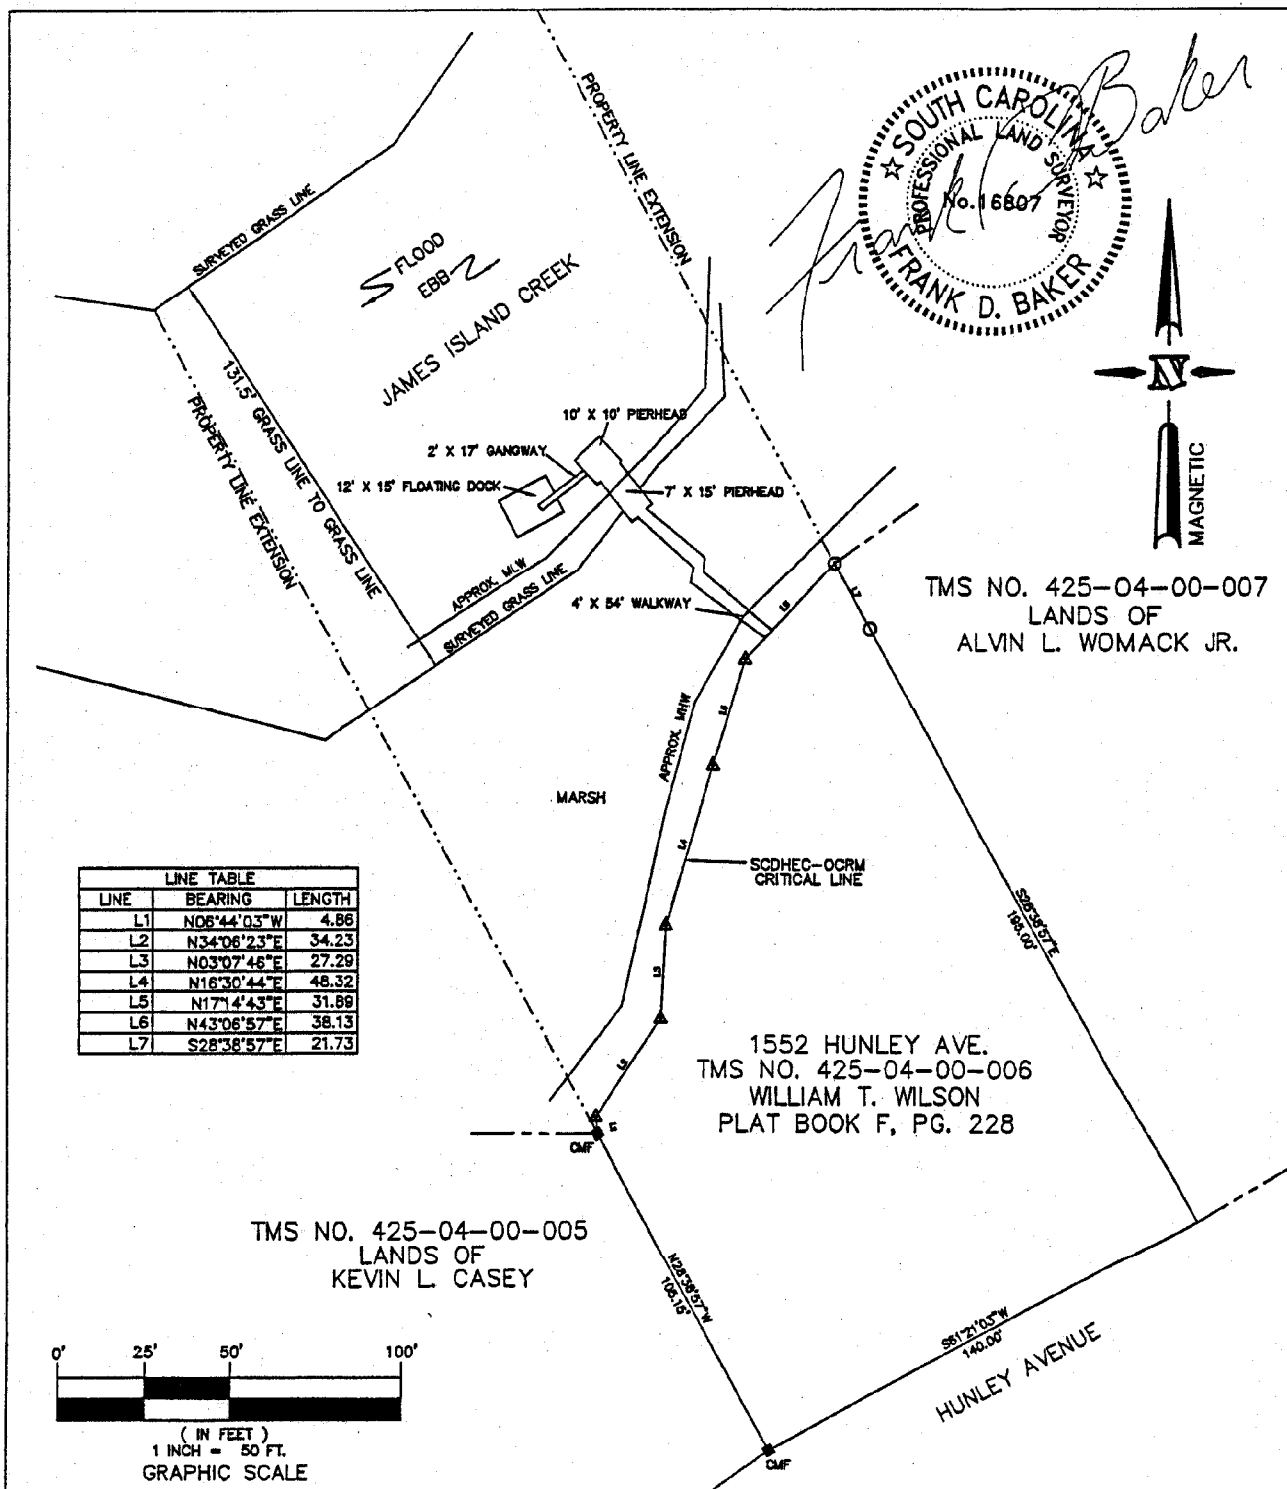 SOUTH CAROLINA
PROFESSIONAL LAND SURVEYOR
No.16807
FRANK D. BAKER
Frank D Baker
PROPERTY LINE EXTENSION
SURVEYED GRASS LINE
FLOOD
EBB
JAMES ISLAND CREEK
N
MAGNETIC
131.5' GRASS LINE TO GRASS LINE
PROPERTY LINE EXTENSION
10' X 10' PIERHEAD
2' X 17' GANGWAY
12' X 15' FLOATING DOCK
7' X 15' PIERHEAD
APPROX. MLW
SURVEYED GRASS LINE
4' X 54' WALKWAY
L6
L7
TMS NO. 425-04-00-007
LANDS OF
ALVIN L. WOMACK JR.
L5
APPROX. MHW
MARSH
L4
SCDHEC-OCRM
CRITICAL LINE
LINE TABLE
LINE BEARING LENGTH
L1 N06°44'03"W 4.86
L2 N34°06'23"E 34.23
L3 N03°07'46"E 27.29
L4 N16°30'44"E 48.32
L5 N17°14'43"E 31.89
L6 N43°06'57"E 38.13
L7 S28°38'57"E 21.73
S28°38'57"E
195.00'
L3
L2
1552 HUNLEY AVE.
TMS NO. 425-04-00-006
WILLIAM T. WILSON
PLAT BOOK F, PG. 228
CMF
TMS NO. 425-04-00-005
LANDS OF
KEVIN L. CASEY
N28°38'57"W
106.15'
S61°21'03"W
140.00'
HUNLEY AVENUE
CMF
0' 25' 50' 100'
( IN FEET )
1 INCH = 50 FT.
GRAPHIC SCALE